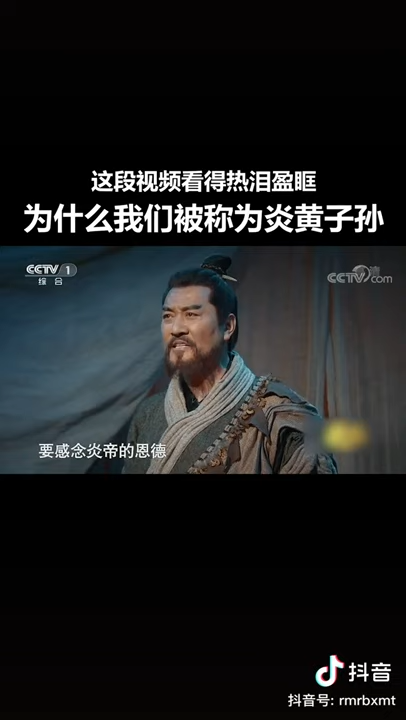 这段视频看得热泪盈眶
为什么我们被称为炎黄子孙
CCTV 1
综合
CCTV.com
要感念炎帝的恩德
抖音
抖音号: rmrbxmt